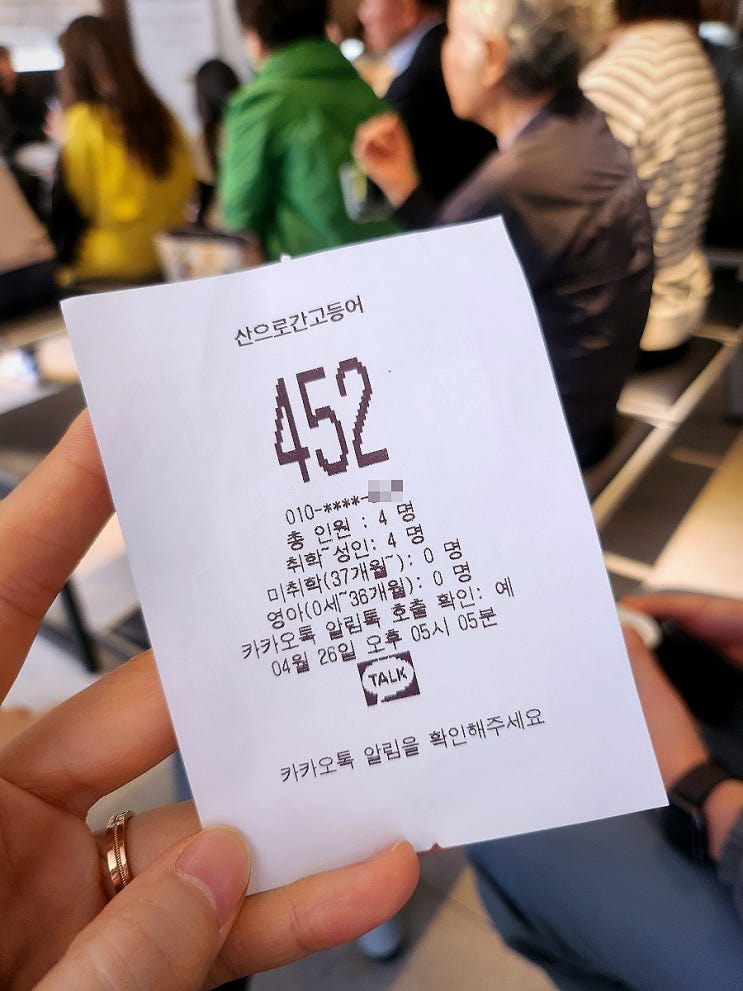 산으로간고등어
452
010-****-
총 인원 : 4 명
취학~성인: 4 명
미취학(37개월~): 0 명
영아(0세~36개월): 0 명
카카오톡 알림톡 호출 확인: 예
04월 26일 오후 05시 05분
TALK
카카오톡 알림을 확인해주세요